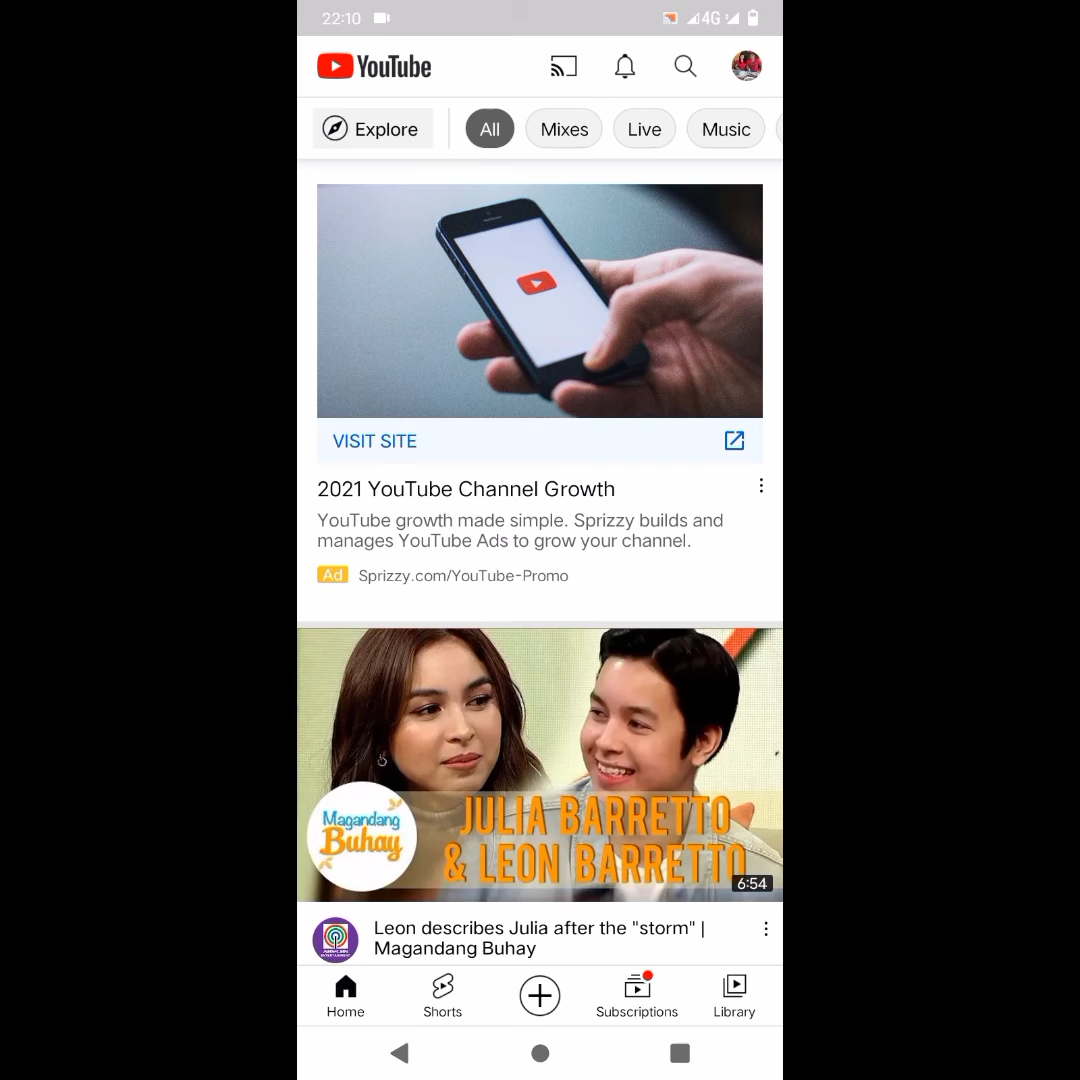 22:10
4G
YouTube
Explore
All
Mixes
Live
Music
VISIT SITE
2021 YouTube Channel Growth
YouTube growth made simple. Sprizzy builds and
manages YouTube Ads to grow your channel.
Ad
Sprizzy.com/YouTube-Promo
Magandang
Buhay
JULIA BARRETTO
& LEON BARRETTO
6:54
Leon describes Julia after the "storm" |
Magandang Buhay
Home
Shorts
Subscriptions
Library